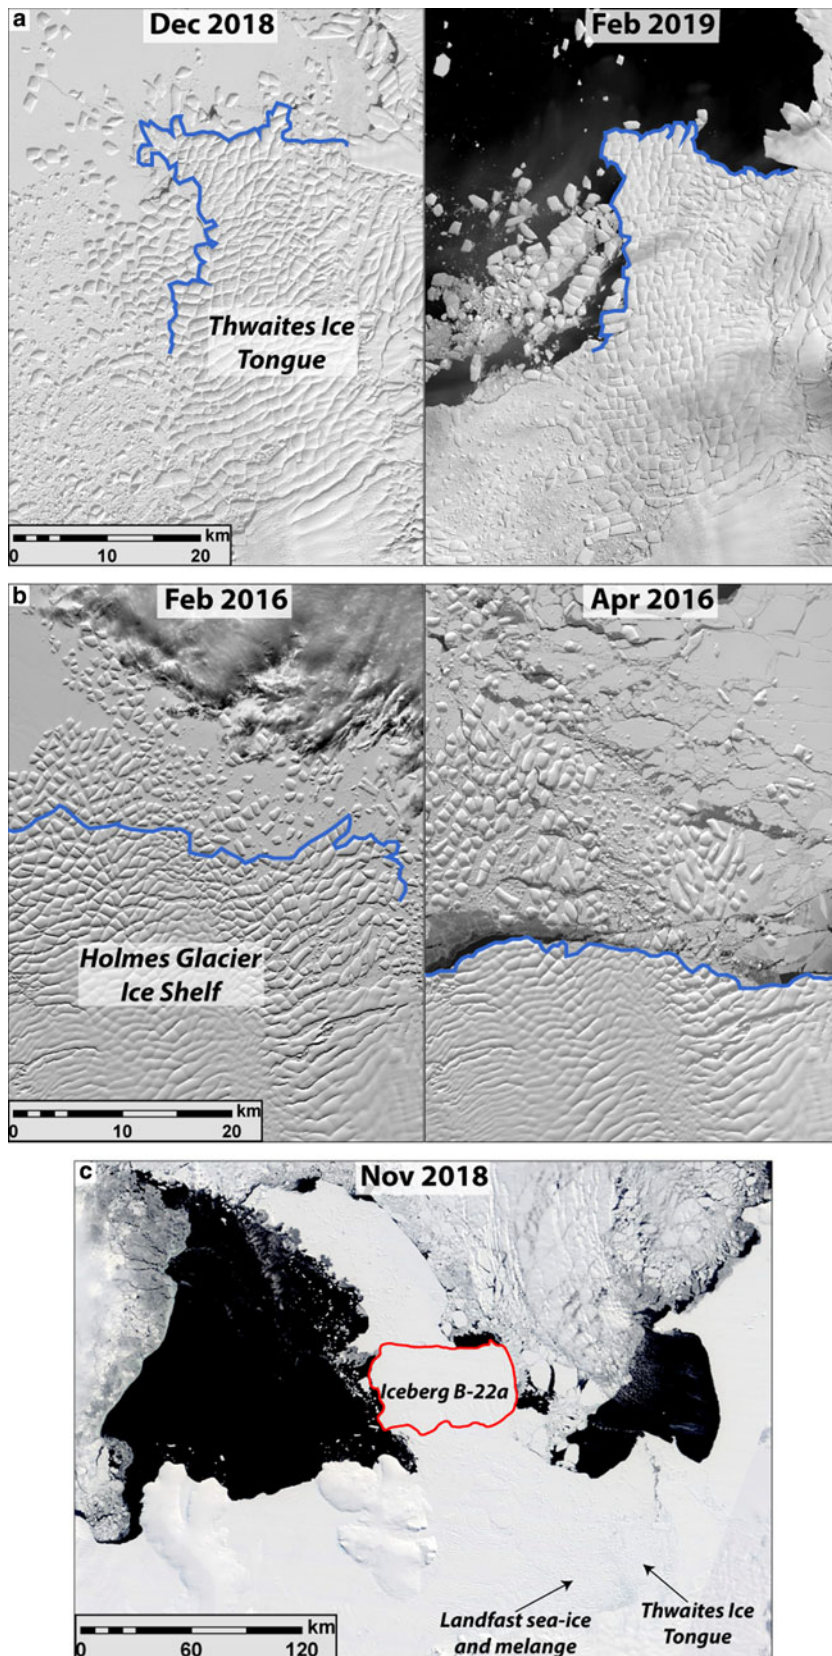 a
Dec 2018
Feb 2019
Thwaites Ice
Tongue
km
0 10 20
b
Feb 2016
Apr 2016
Holmes Glacier
Ice Shelf
km
0 10 20
c
Nov 2018
Iceberg B-22a
Landfast sea-ice
and melange
Thwaites Ice
Tongue
km
0 60 120